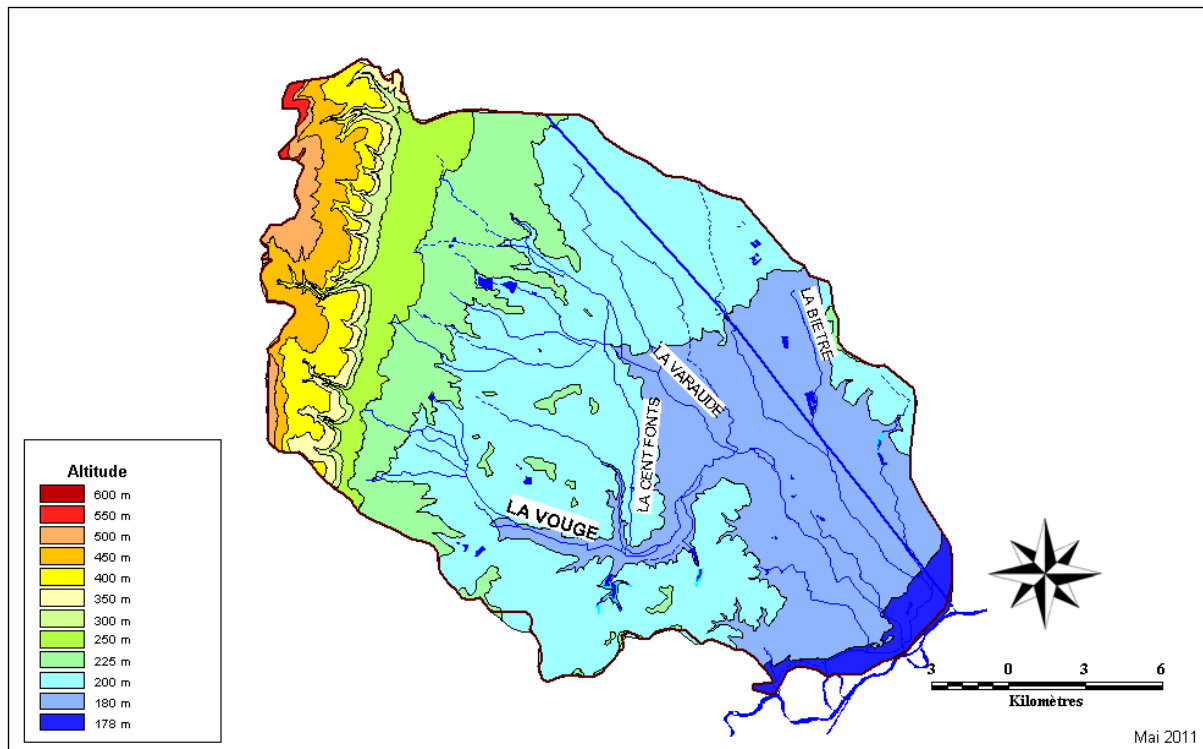 LA BIETRE
LA VARAUDE
LA CENT FONTS
LA VOUGE
Altitude
600 m
550 m
500 m
450 m
400 m
350 m
300 m
250 m
225 m
200 m
180 m
178 m
3 0 3 6
Kilomètres
Mai 2011